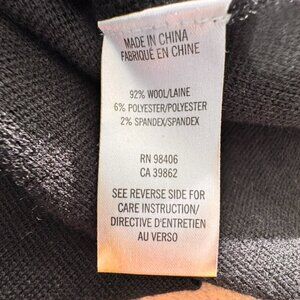 MADE IN CHINA
FABRIQUÉ EN CHINE
92% WOOL/LAINE
6% POLYESTER/POLYESTER
2% SPANDEX/SPANDEX
RN 98406
CA 39862
SEE REVERSE SIDE FOR
CARE INSTRUCTION/
DIRECTIVE D'ENTRETIEN
AU VERSO